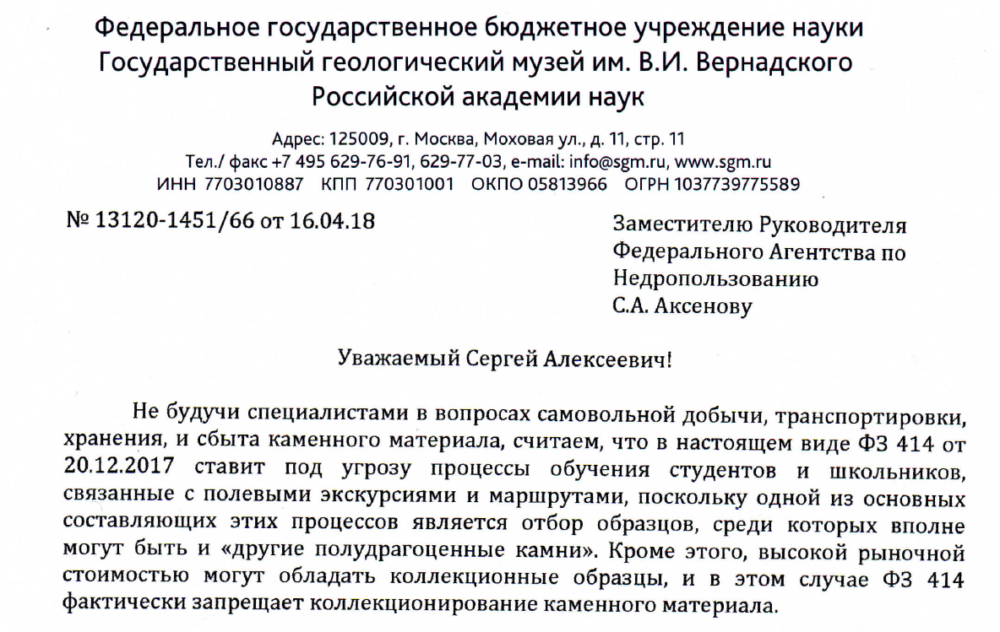 Федеральное государственное бюджетное учреждение науки
Государственный геологический музей им. В.И. Вернадского
Российской академии наук
Адрес: 125009, г. Москва, Моховая ул., д. 11, стр. 11
Тел./ факс +7 495 629-76-91, 629-77-03, e-mail: info@sgm.ru, www.sgm.ru
ИНН 7703010887 КПП 770301001 ОКПО 05813966 ОГРН 1037739775589
№ 13120-1451/66 от 16.04.18
Заместителю Руководителя
Федерального Агентства по
Недропользованию
С.А. Аксенову
Уважаемый Сергей Алексеевич!
Не будучи специалистами в вопросах самовольной добычи, транспортировки,
хранения, и сбыта каменного материала, считаем, что в настоящем виде ФЗ 414 от
20.12.2017 ставит под угрозу процессы обучения студентов и школьников,
связанные с полевыми экскурсиями и маршрутами, поскольку одной из основных
составляющих этих процессов является отбор образцов, среди которых вполне
могут быть и «другие полудрагоценные камни». Кроме этого, высокой рыночной
стоимостью могут обладать коллекционные образцы, и в этом случае ФЗ 414
фактически запрещает коллекционирование каменного материала.